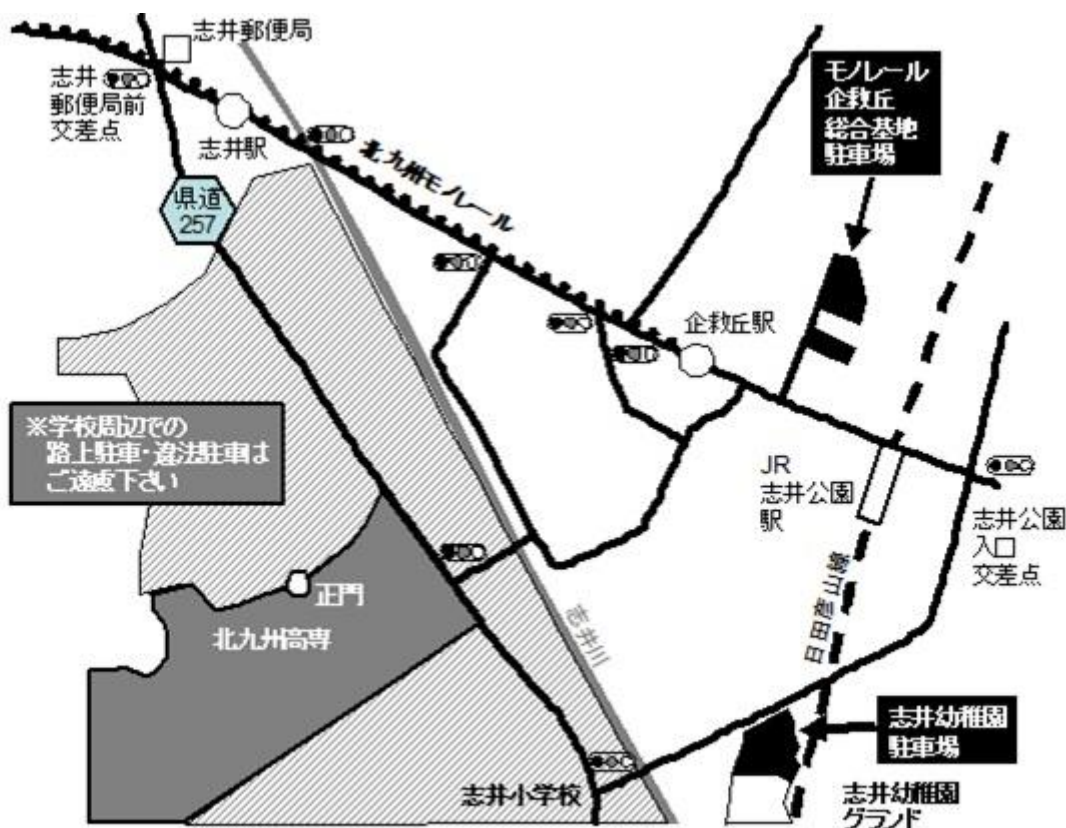 志井郵便局
志井
郵便局前
交差点
志井駅
北九州モノレール
モノレール
企救丘
総合基地
駐車場
県道
257
企救丘駅
※学校周辺での
路上駐車・違法駐車は
ご遠慮下さい
JR
志井公園
駅
志井公園
入口
交差点
正門
北九州高専
志井川
日田彦山線
志井幼稚園
駐車場
志井小学校
志井幼稚園
グランド